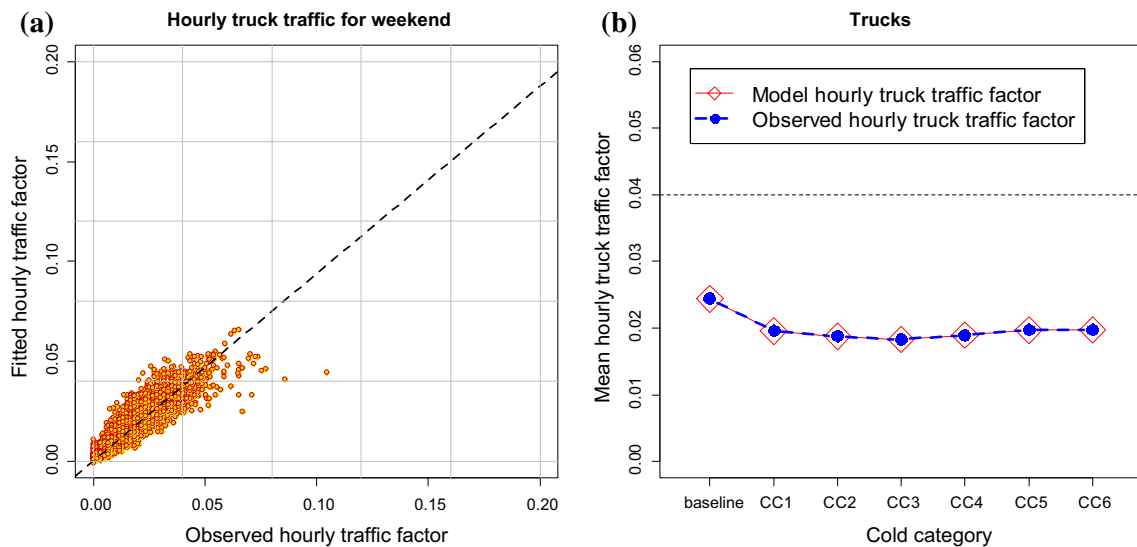 (a)
Hourly truck traffic for weekend
Fitted hourly traffic factor
0.20
0.15
0.10
0.05
0.00
0.00 0.05 0.10 0.15 0.20
Observed hourly traffic factor
(b)
Trucks
Mean hourly truck traffic factor
0.06
0.05
0.04
0.03
0.02
0.01
0.00
Model hourly truck traffic factor
Observed hourly truck traffic factor
baseline CC1 CC2 CC3 CC4 CC5 CC6
Cold category